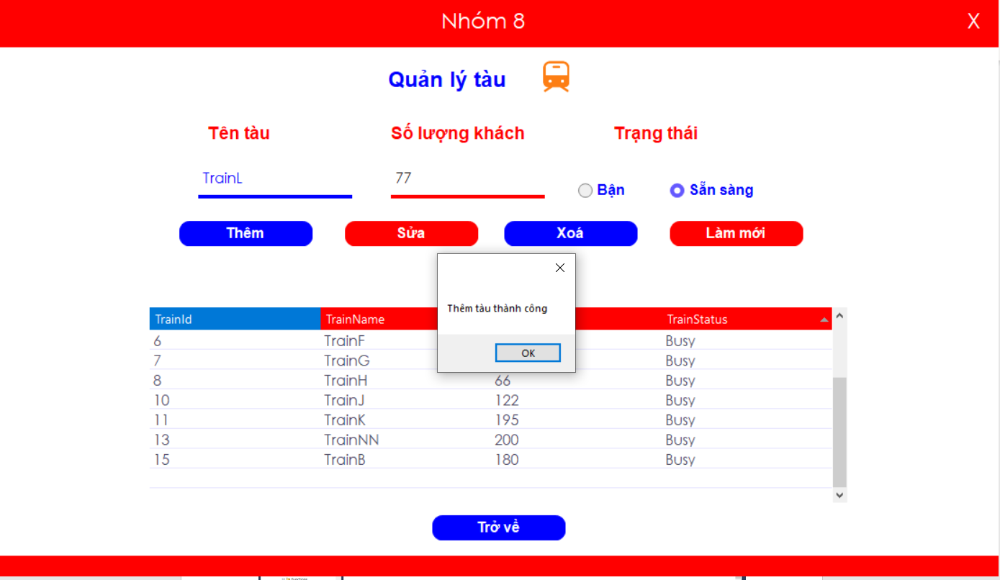 Nhóm 8 X
Quản lý tàu
Tên tàu Số lượng khách Trạng thái
TrainL 77 Bận Sẵn sàng
Thêm Sửa Xoá Làm mới
Thêm tàu thành công
OK
TrainId TrainName TrainStatus
6 TrainF Busy
7 TrainG Busy
8 TrainH 66 Busy
10 TrainJ 122 Busy
11 TrainK 195 Busy
13 TrainNN 200 Busy
15 TrainB 180 Busy
Trở về